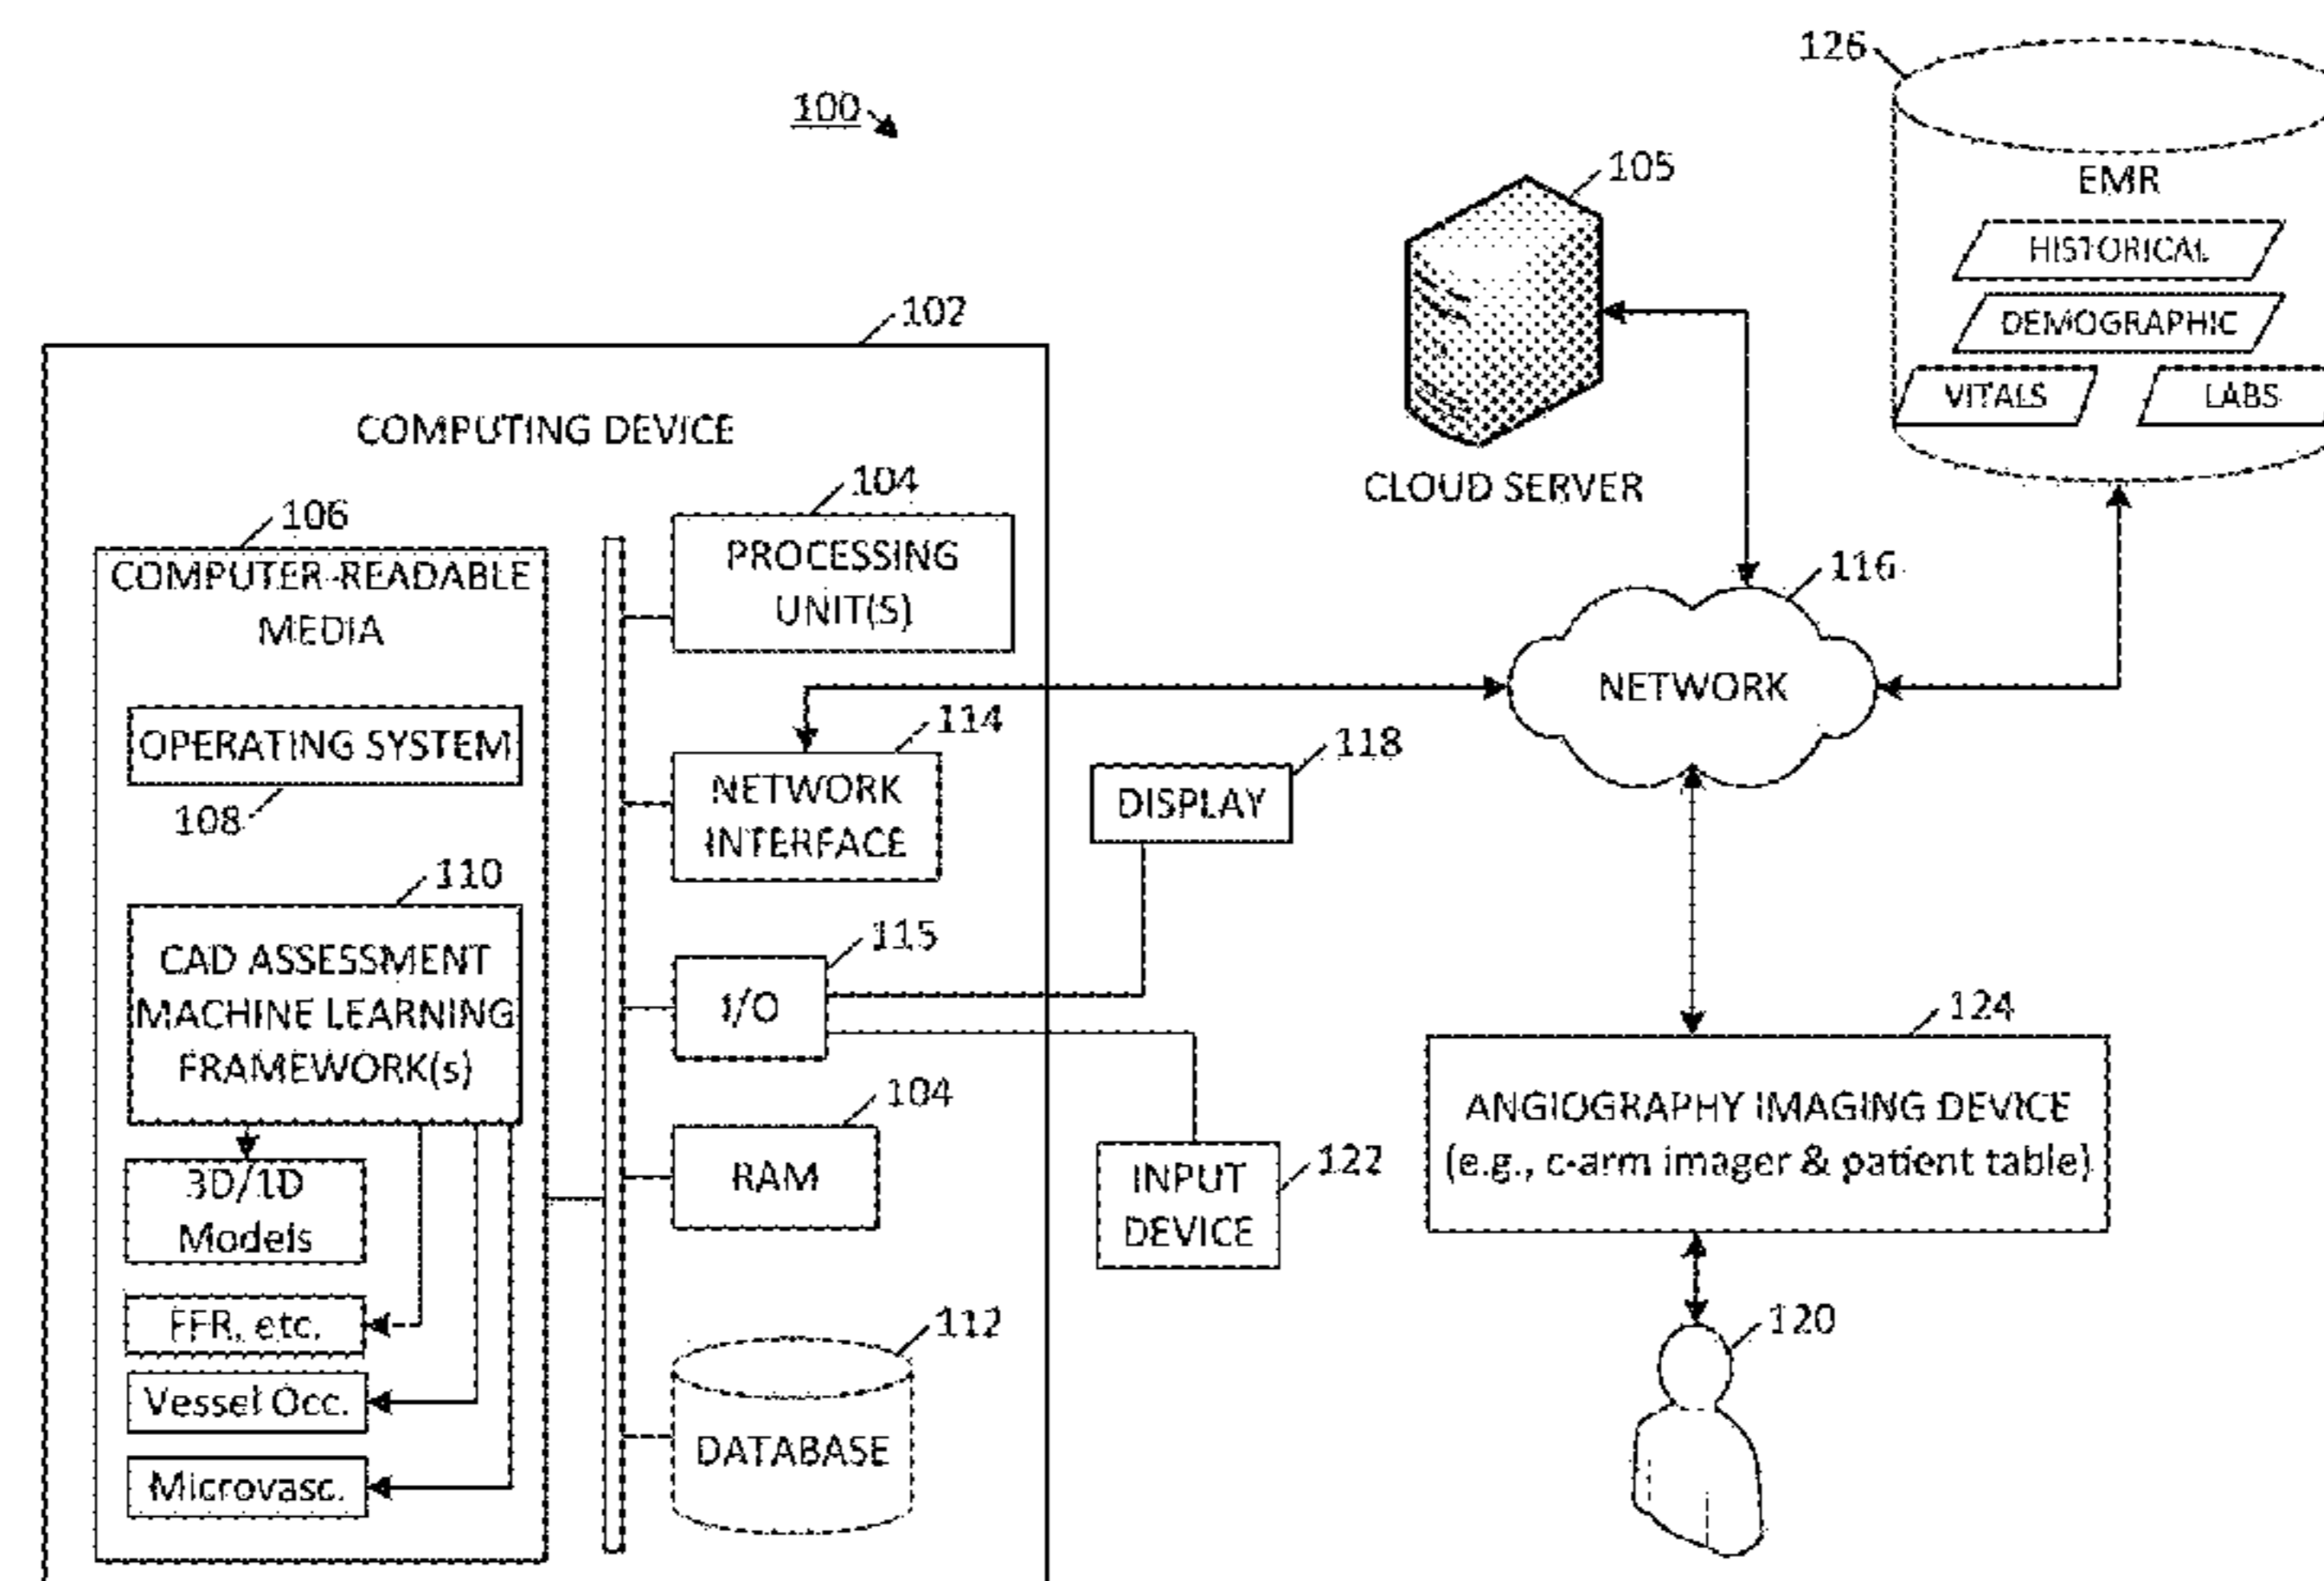 100
126
EMR
HISTORICAL
DEMOGRAPHIC
VITALS
LABS
105
CLOUD SERVER
102
COMPUTING DEVICE
106
COMPUTER-READABLE
MEDIA
OPERATING SYSTEM
108
110
CAD ASSESSMENT
MACHINE LEARNING
FRAMEWORK(s)
3D/1D
Models
FFR, etc.
Vessel Occ.
Microvasc.
104
PROCESSING
UNIT(S)
114
NETWORK
INTERFACE
115
I/O
104
RAM
112
DATABASE
116
NETWORK
118
DISPLAY
122
INPUT
DEVICE
124
ANGIOGRAPHY IMAGING DEVICE
(e.g., c-arm imager & patient table)
120